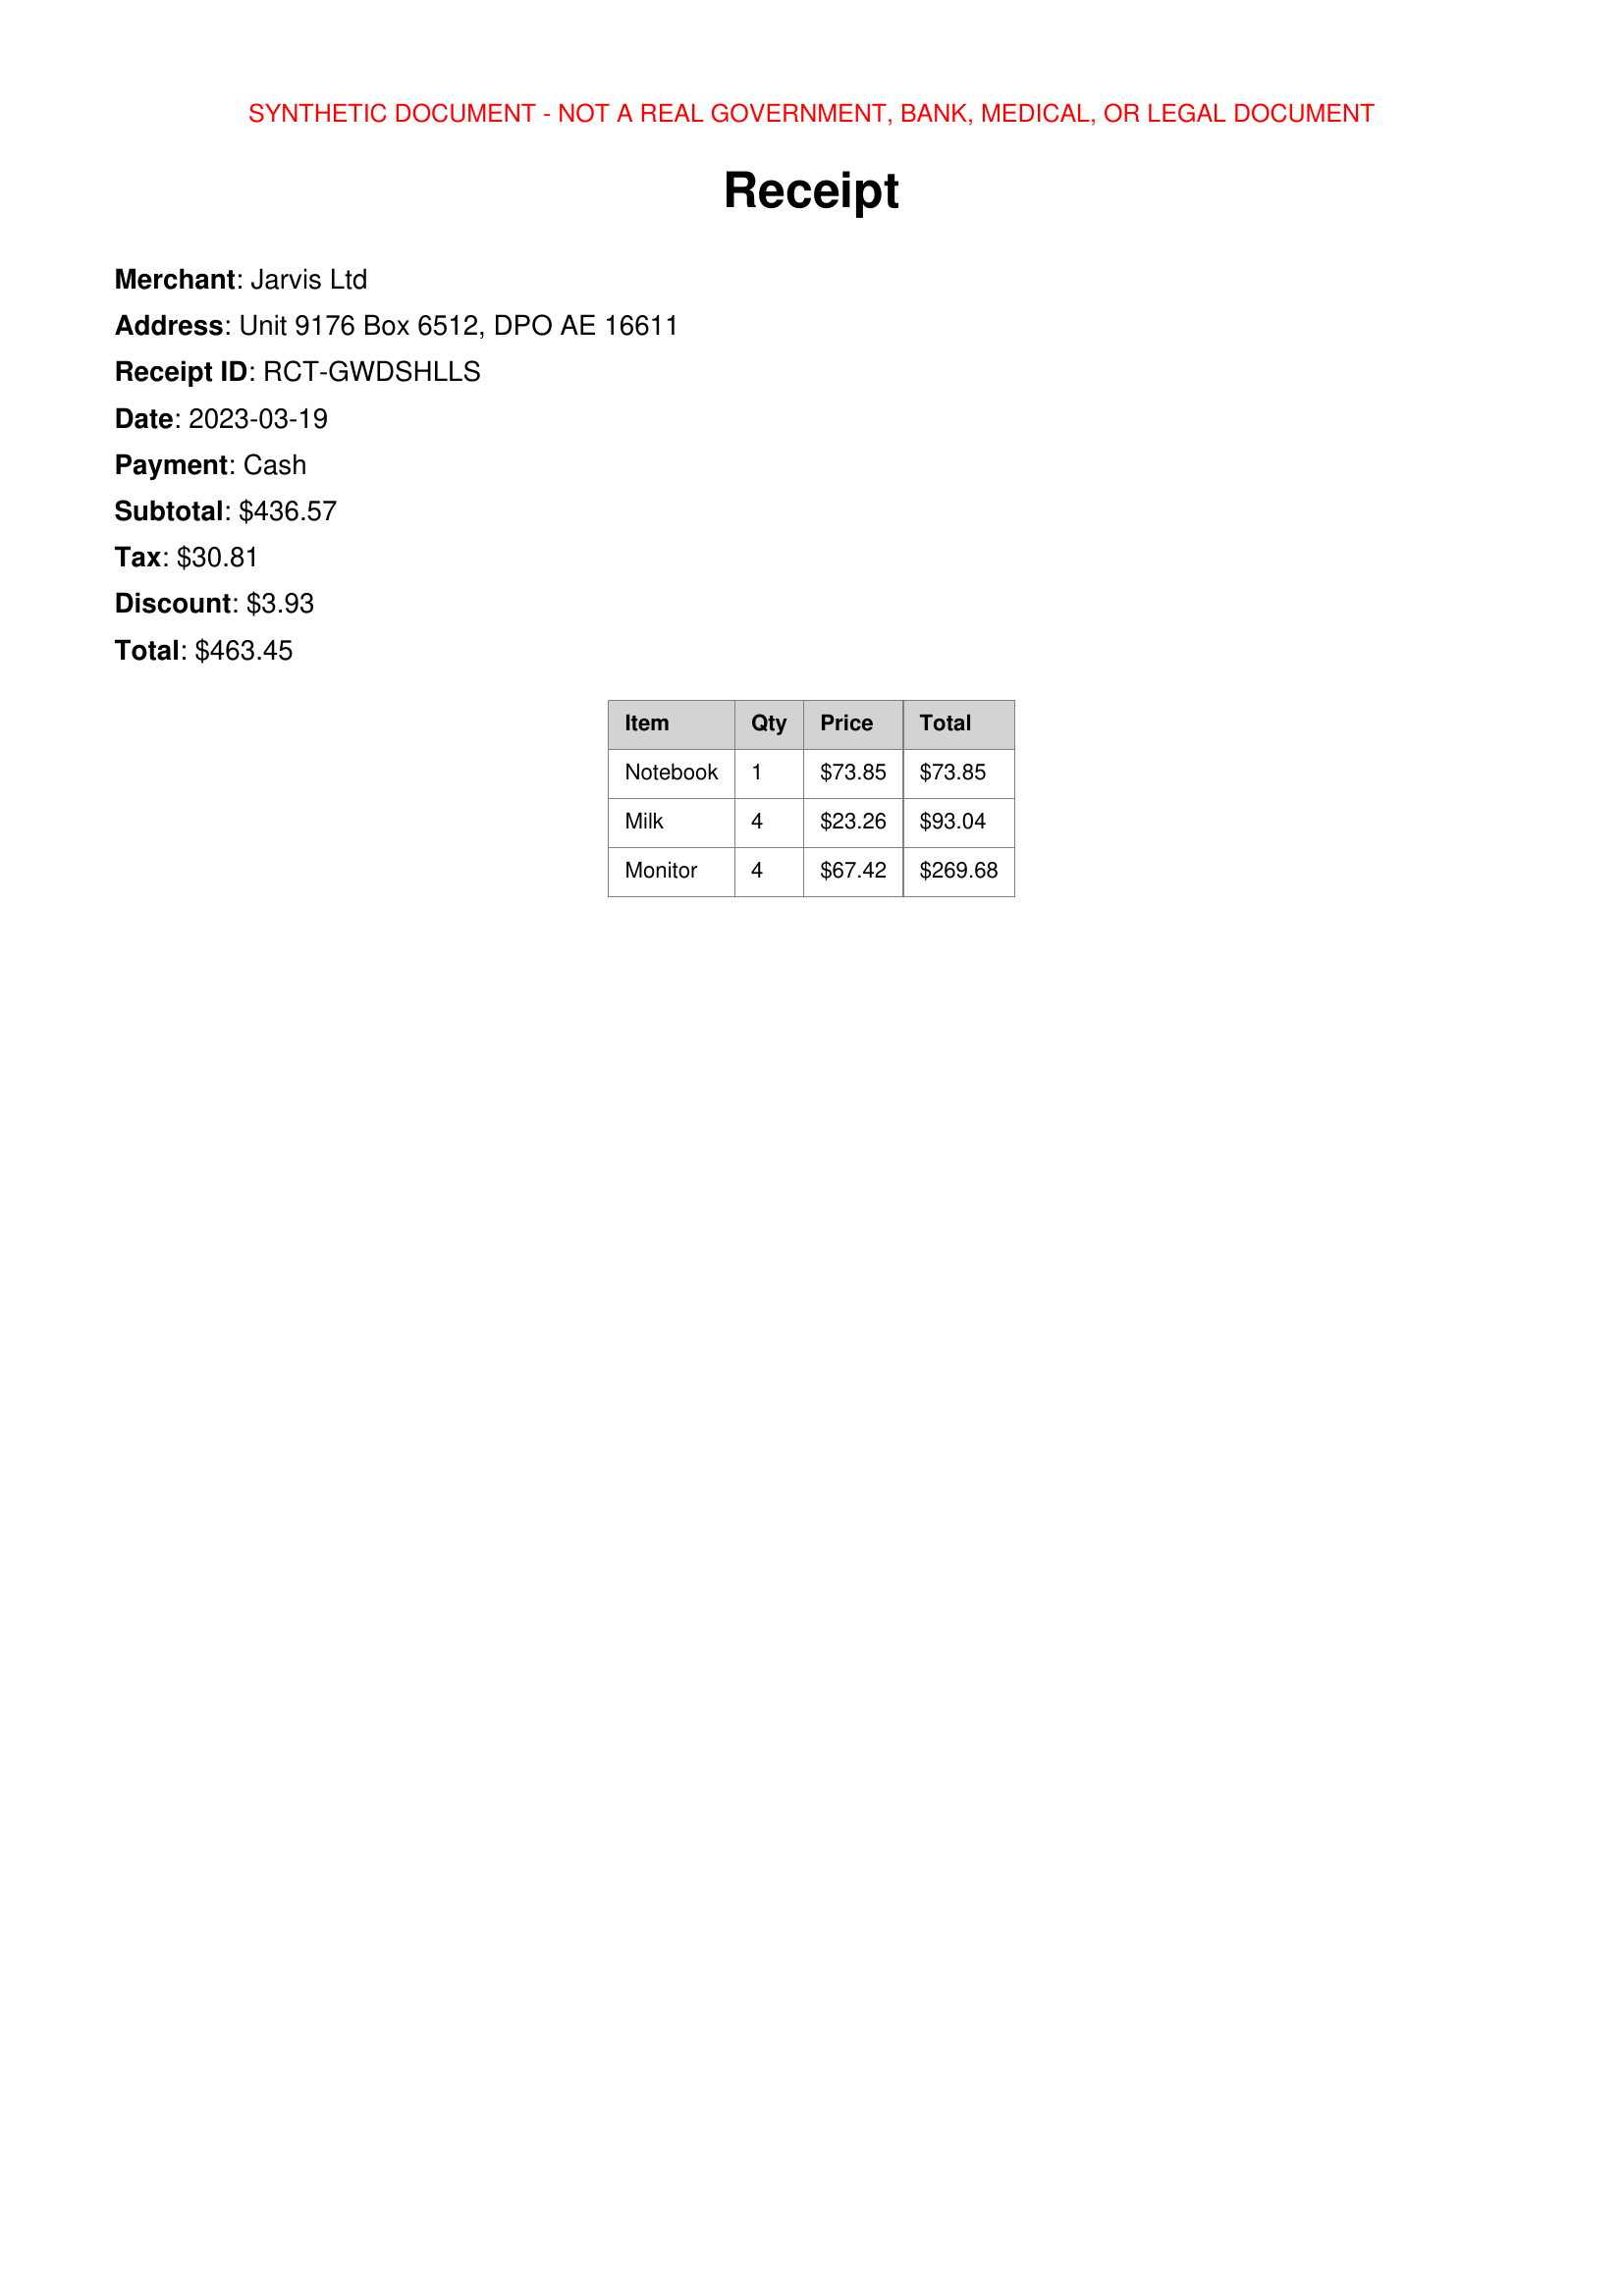 SYNTHETIC DOCUMENT - NOT A REAL GOVERNMENT, BANK, MEDICAL, OR LEGAL DOCUMENT
Receipt
Merchant: Jarvis Ltd
Address: Unit 9176 Box 6512, DPO AE 16611
Receipt ID: RCT-GWDSHLLS
Date: 2023-03-19
Payment: Cash
Subtotal: $436.57
Tax: $30.81
Discount: $3.93
Total: $463.45
Item Qty Price Total
Notebook 1 $73.85 $73.85
Milk 4 $23.26 $93.04
Monitor 4 $67.42 $269.68